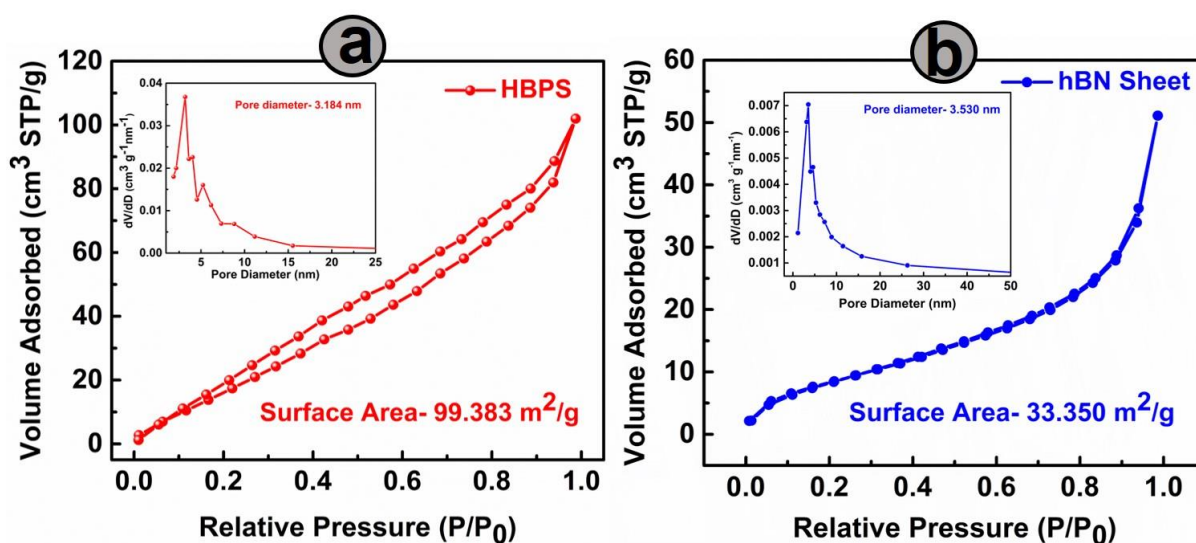 a
HBPS
Volume Adsorbed (cm³ STP/g)
120
100
80
60
40
20
0
0.0 0.2 0.4 0.6 0.8 1.0
Relative Pressure (P/P₀)
Surface Area- 99.383 m²/g
Pore diameter- 3.184 nm
dV/dD (cm³ g⁻¹nm⁻¹)
0.04
0.03
0.02
0.01
0.00
5 10 15 20 25
Pore Diameter (nm)
b
hBN Sheet
Volume Adsorbed (cm³ STP/g)
60
50
40
30
20
10
0
0.0 0.2 0.4 0.6 0.8 1.0
Relative Pressure (P/P₀)
Surface Area- 33.350 m²/g
Pore diameter- 3.530 nm
dV/dD (cm³ g⁻¹nm⁻¹)
0.007
0.006
0.005
0.004
0.003
0.002
0.001
0 10 20 30 40 50
Pore Diameter (nm)